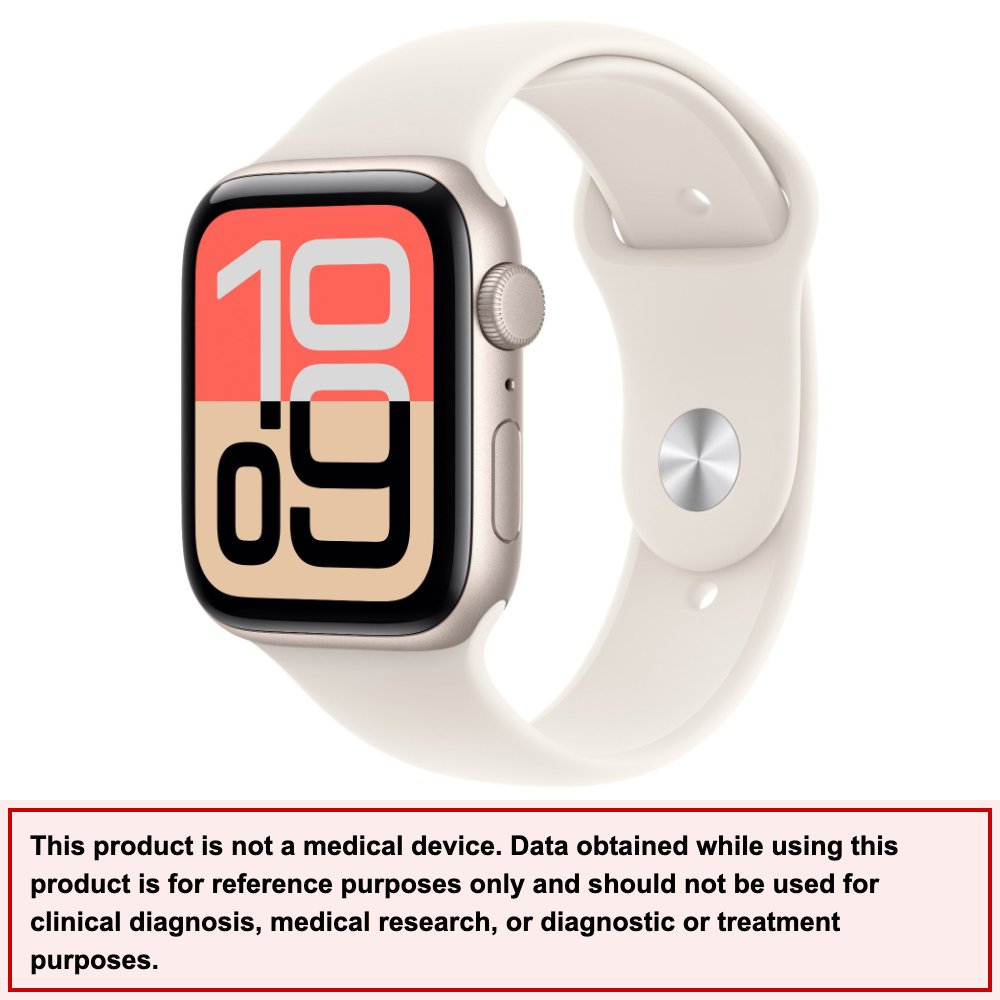 10
09
This product is not a medical device. Data obtained while using this
product is for reference purposes only and should not be used for
clinical diagnosis, medical research, or diagnostic or treatment
purposes.